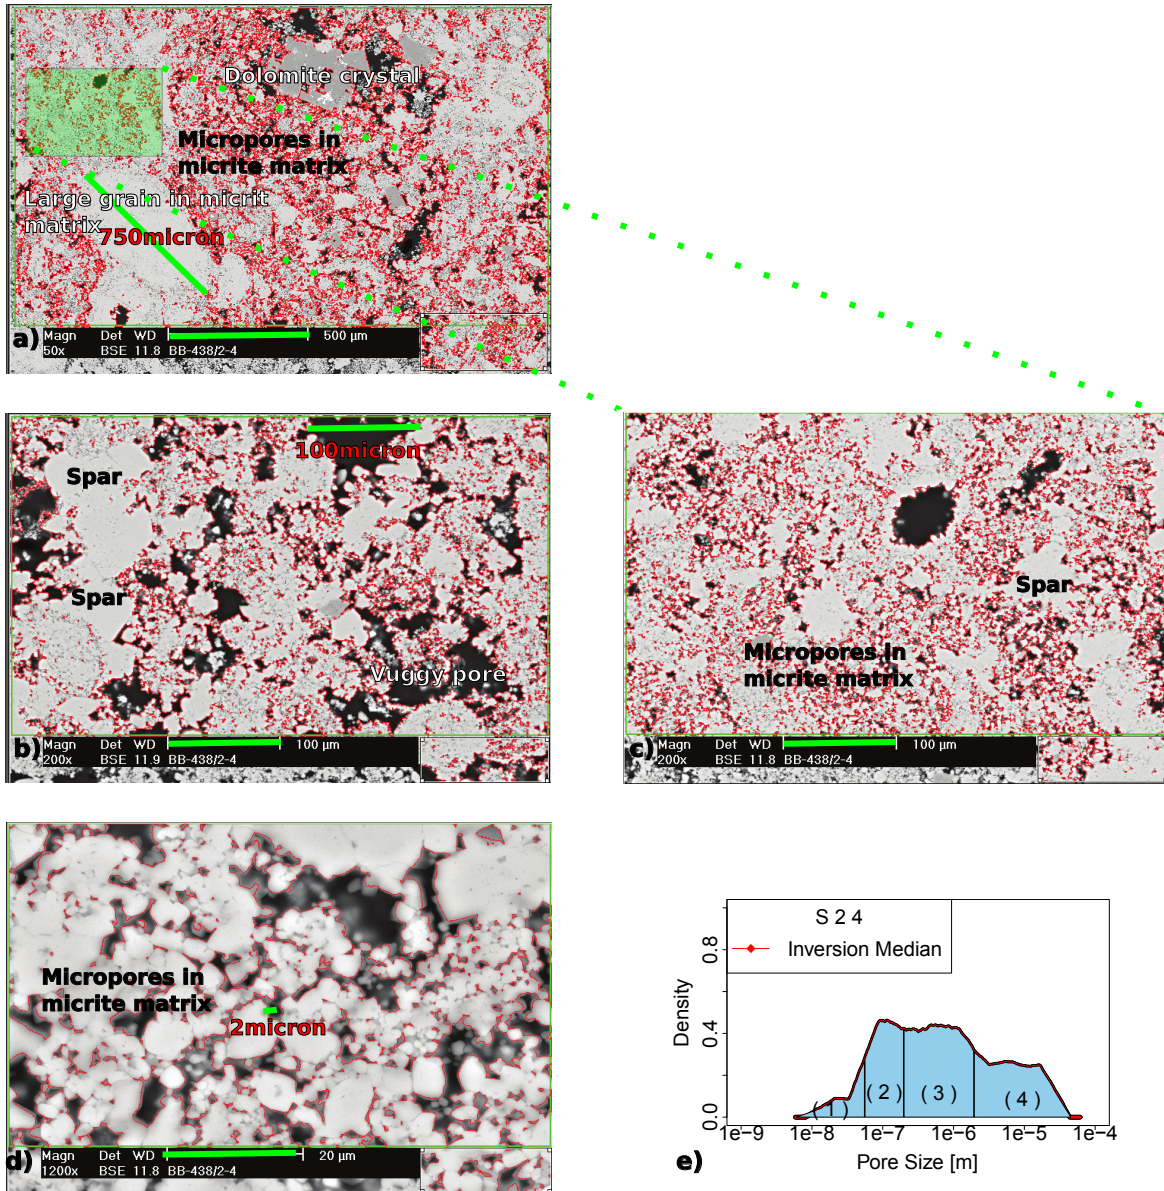 Dolomite crystal
Micropores in
micrite matrix
Large grain in micrit
matrix
750micron
a)
Magn Det WD 500 µm
50x BSE 11.8 BB-438/2-4
100micron
Spar
Spar
Vuggy pore
b)
Magn Det WD 100 µm
200x BSE 11.9 BB-438/2-4
Spar
Micropores in
micrite matrix
c)
Magn Det WD 100 µm
200x BSE 11.8 BB-438/2-4
Micropores in
micrite matrix
2micron
d)
Magn Det WD 20 µm
1200x BSE 11.8 BB-438/2-4
S 2 4
Inversion Median
Density
0.8
0.4
0.0
( 1 )
( 2 )
( 3 )
( 4 )
1e-9 1e-8 1e-7 1e-6 1e-5 1e-4
Pore Size [m]
e)